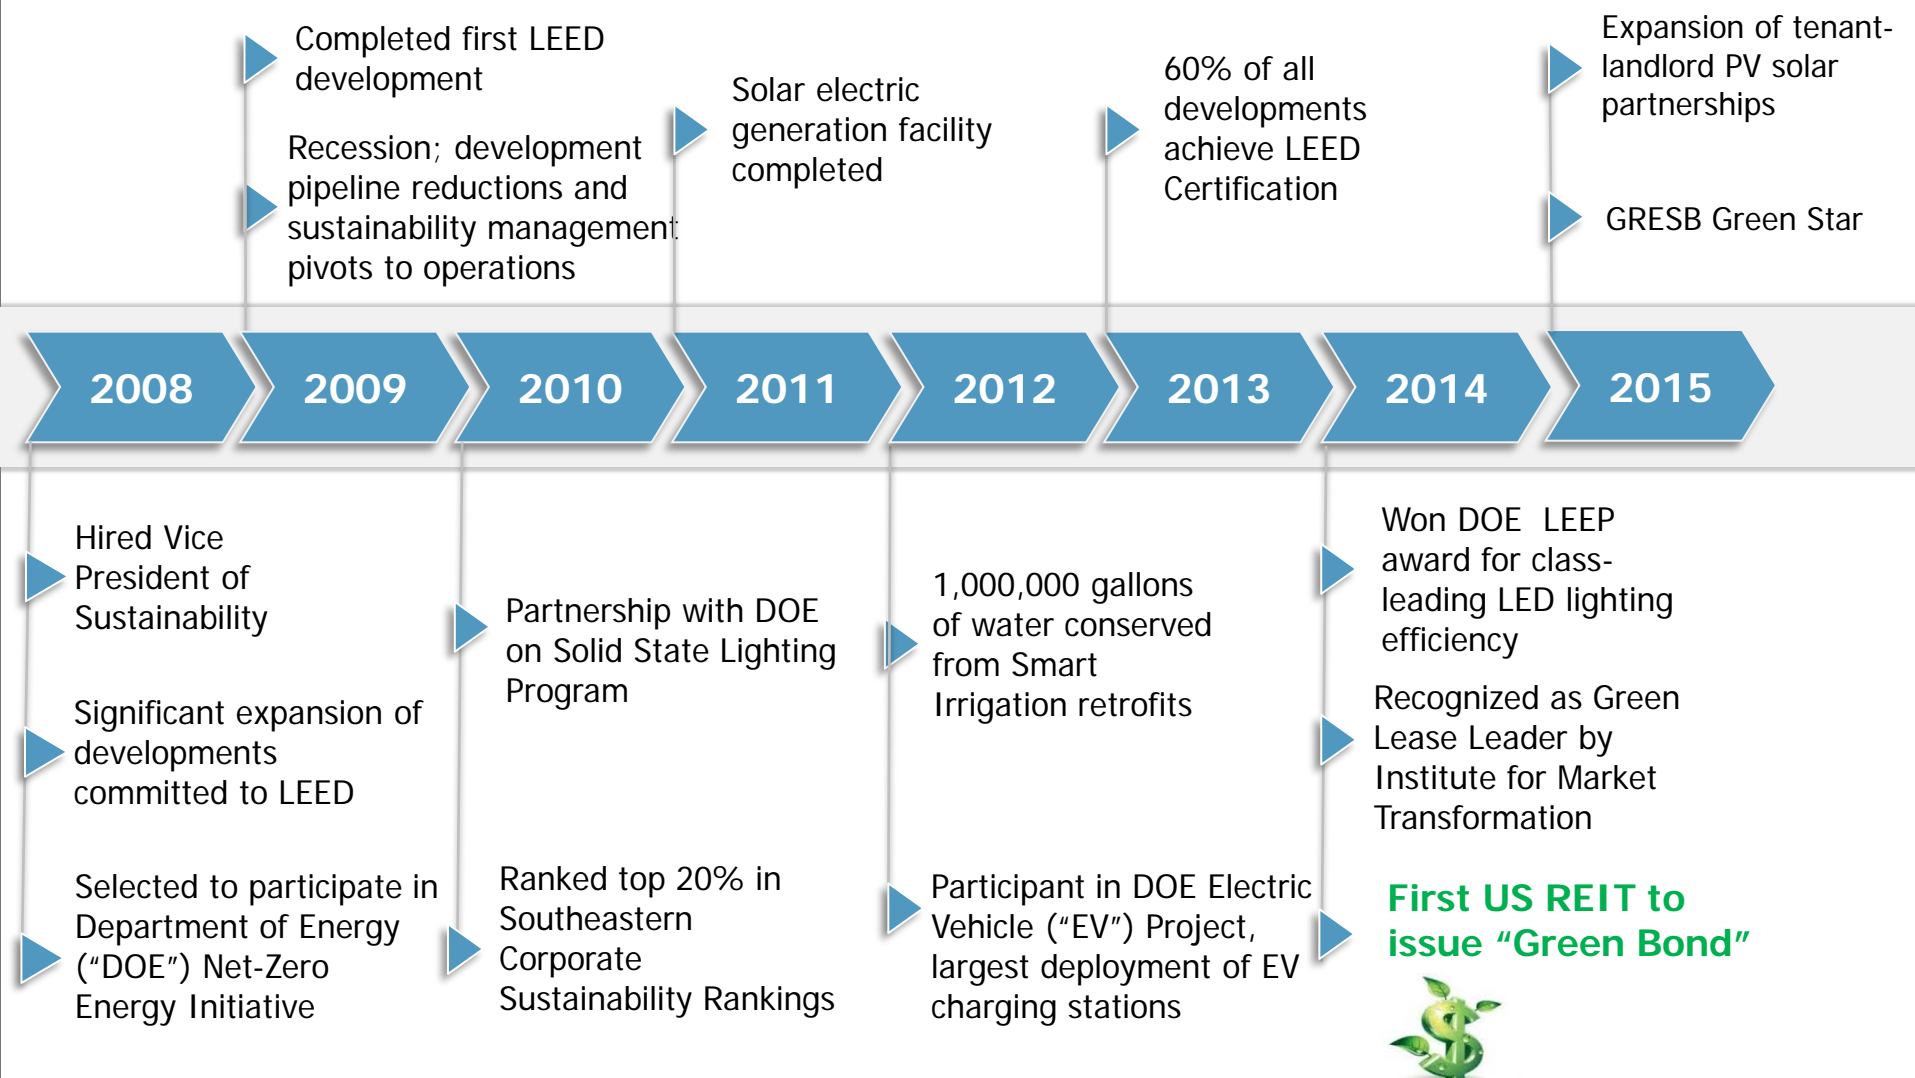 Completed first LEED
development
Recession; development
pipeline reductions and
sustainability management
pivots to operations
Solar electric
generation facility
completed
60% of all
developments
achieve LEED
Certification
Expansion of tenant-
landlord PV solar
partnerships
GRESB Green Star
2008
2009
2010
2011
2012
2013
2014
2015
Hired Vice
President of
Sustainability
Significant expansion of
developments
committed to LEED
Selected to participate in
Department of Energy
(“DOE”) Net-Zero
Energy Initiative
Partnership with DOE
on Solid State Lighting
Program
Ranked top 20% in
Southeastern
Corporate
Sustainability Rankings
1,000,000 gallons
of water conserved
from Smart
Irrigation retrofits
Participant in DOE Electric
Vehicle (“EV”) Project,
largest deployment of EV
charging stations
Won DOE  LEEP
award for class-
leading LED lighting
efficiency
Recognized as Green
Lease Leader by
Institute for Market
Transformation
First US REIT to
issue “Green Bond”